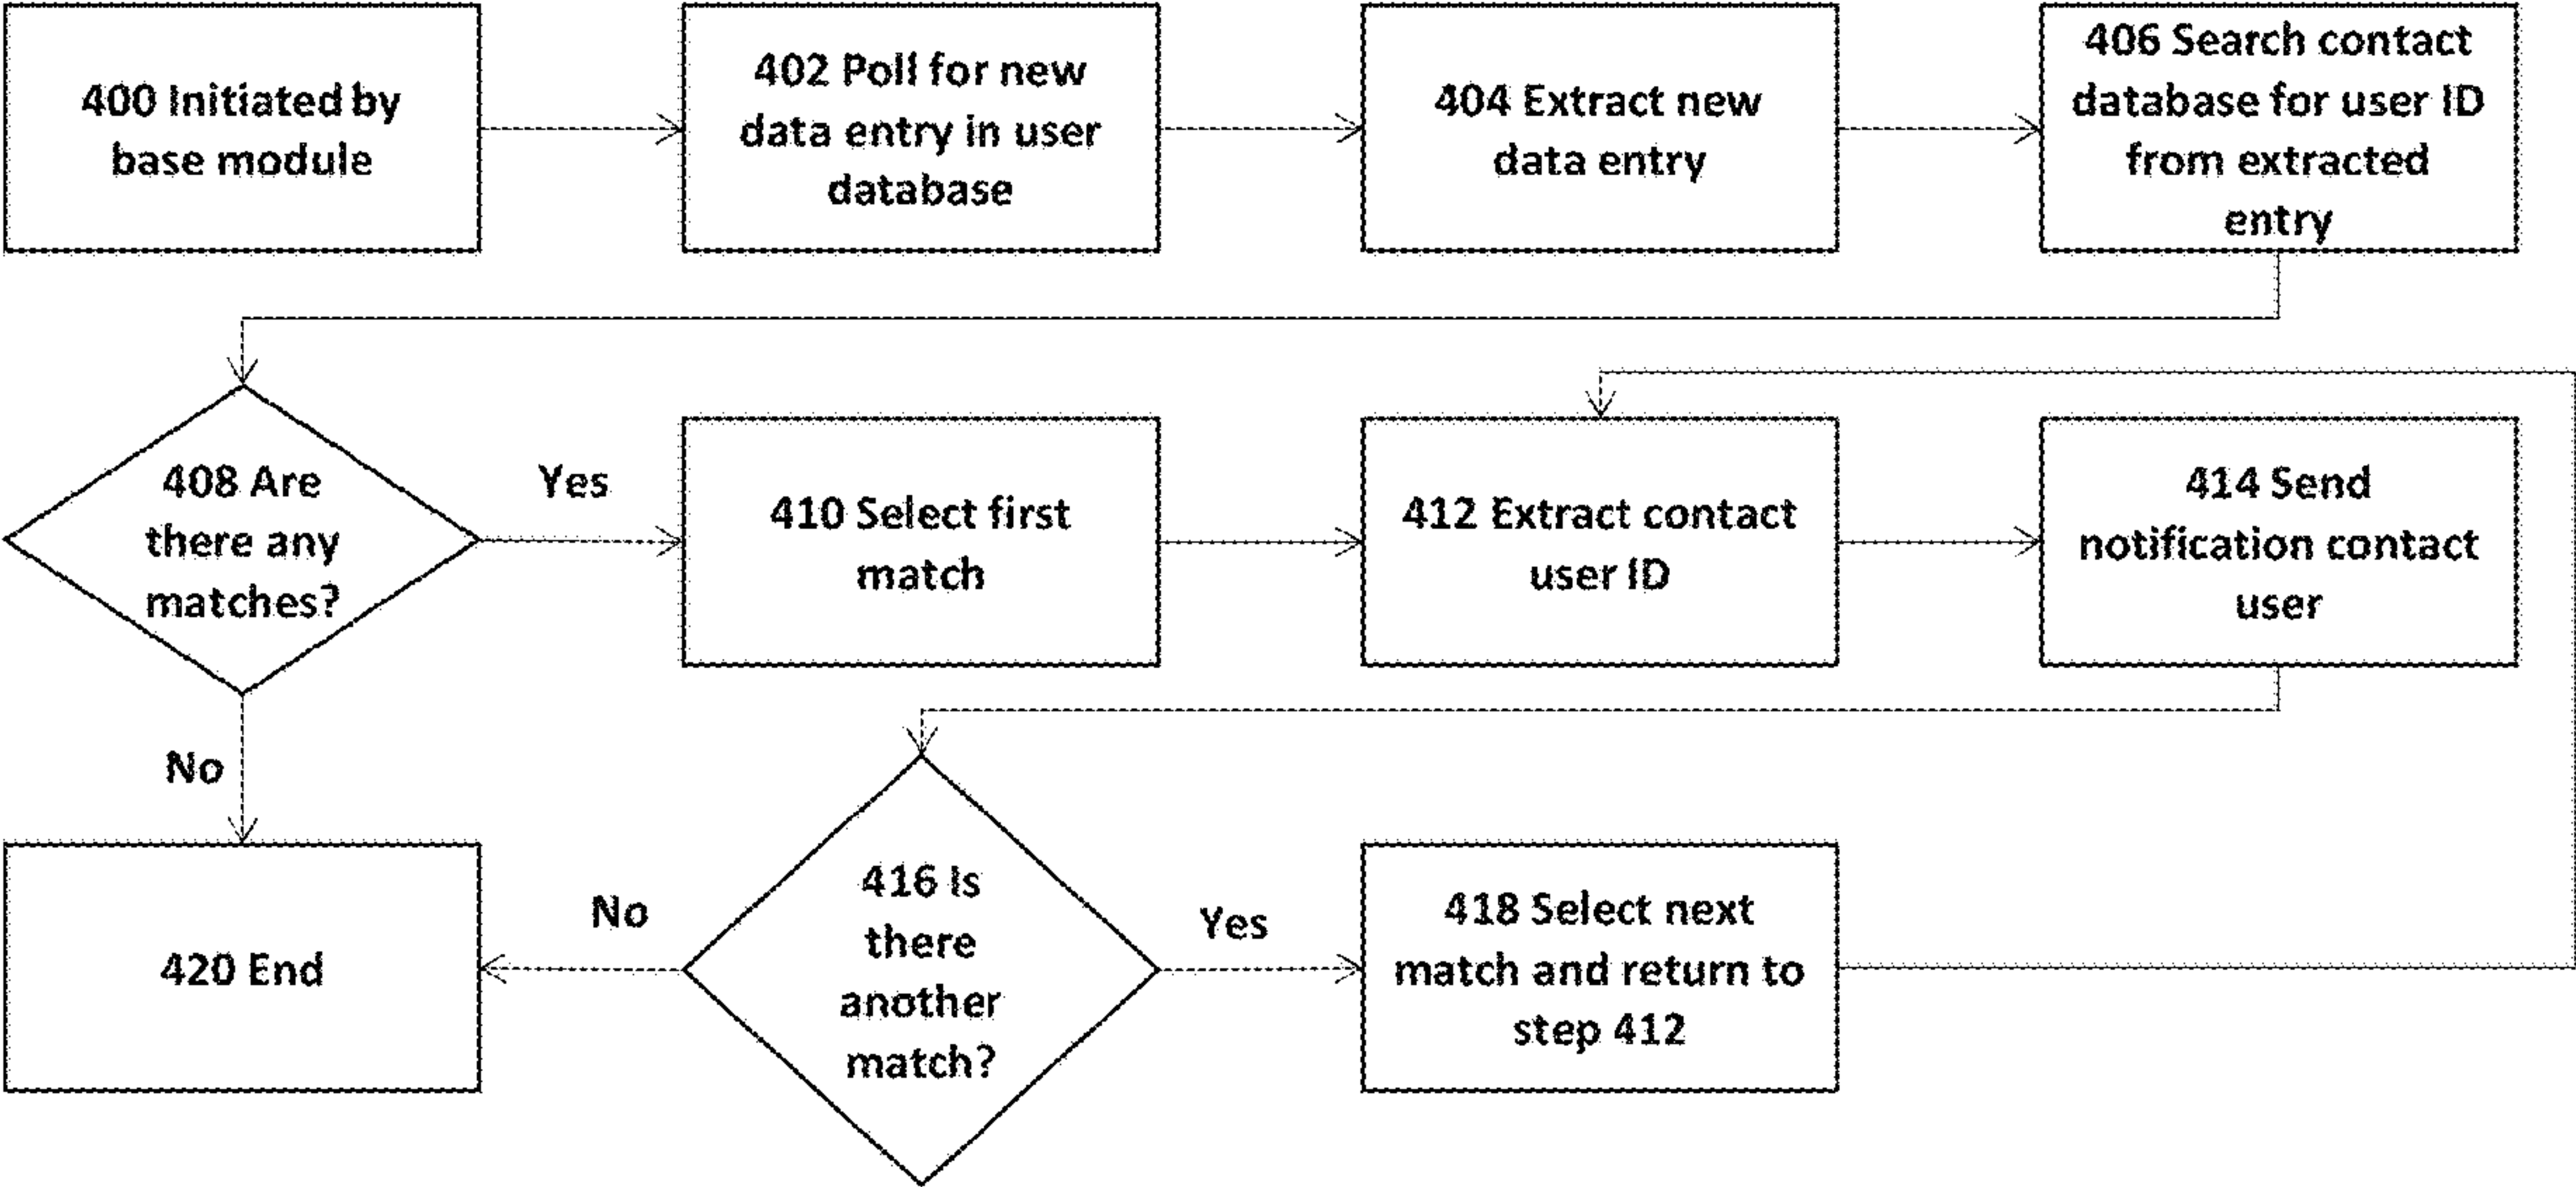 400 Initiated by
base module
402 Poll for new
data entry in user
database
404 Extract new
data entry
406 Search contact
database for user ID
from extracted
entry
408 Are
there any
matches?
Yes
410 Select first
match
412 Extract contact
user ID
414 Send
notification contact
user
No
420 End
No
416 Is
there
another
match?
Yes
418 Select next
match and return to
step 412